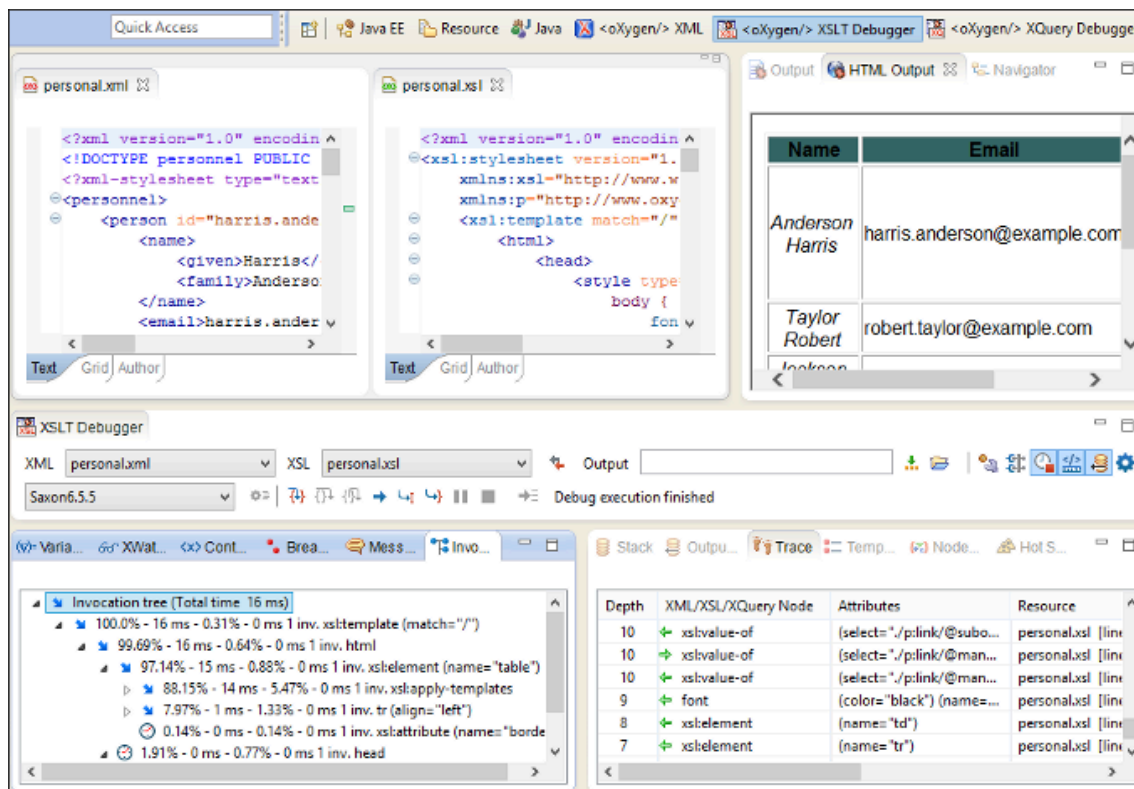 Quick Access
Java EE
Resource
Java
<oXygen/> XML
<oXygen/> XSLT Debugger
<oXygen/> XQuery Debugge
personal.xml
<?xml version="1.0" encodin
<!DOCTYPE personnel PUBLIC
<?xml-stylesheet type="text
<personnel>
<person id="harris.ande
<name>
<given>Harris</
<family>Anderso
</name>
<email>harris.ander
Text Grid Author
personal.xsl
<?xml version="1.0" encodin
<xsl:stylesheet version="1.
xmlns:xsl="http://www.w
xmlns:p="http://www.oxy
<xsl:template match="/"
<html>
<head>
<style type
body {
fon
Text Grid Author
Output HTML Output Navigator
Name Email
Anderson
Harris
harris.anderson@example.com
Taylor
Robert
robert.taylor@example.com
XSLT Debugger
XML personal.xml XSL personal.xsl Output
Saxon6.5.5 Debug execution finished
(v)= Varia... XWat... <x> Cont... Brea... Mess... Invo...
Invocation tree (Total time 16 ms)
100.0% - 16 ms - 0.31% - 0 ms 1 inv. xsl:template (match="/")
99.69% - 16 ms - 0.64% - 0 ms 1 inv. html
97.14% - 15 ms - 0.88% - 0 ms 1 inv. xsl:element (name="table")
88.15% - 14 ms - 5.47% - 0 ms 1 inv. xsl:apply-templates
7.97% - 1 ms - 1.33% - 0 ms 1 inv. tr (align="left")
0.14% - 0 ms - 0.14% - 0 ms 1 inv. xsl:attribute (name="borde
1.91% - 0 ms - 0.77% - 0 ms 1 inv. head
Stack Outpu... Trace Temp... Node... Hot S...
Depth XML/XSL/XQuery Node Attributes Resource
10 xsl:value-of (select="./p:link/@subo... personal.xsl [line
10 xsl:value-of (select="./p:link/@man... personal.xsl [line
10 xsl:value-of (select="./p:link/@man... personal.xsl [line
9 font (color="black") (name=... personal.xsl [line
8 xsl:element (name="td") personal.xsl [line
7 xsl:element (name="tr") personal.xsl [line